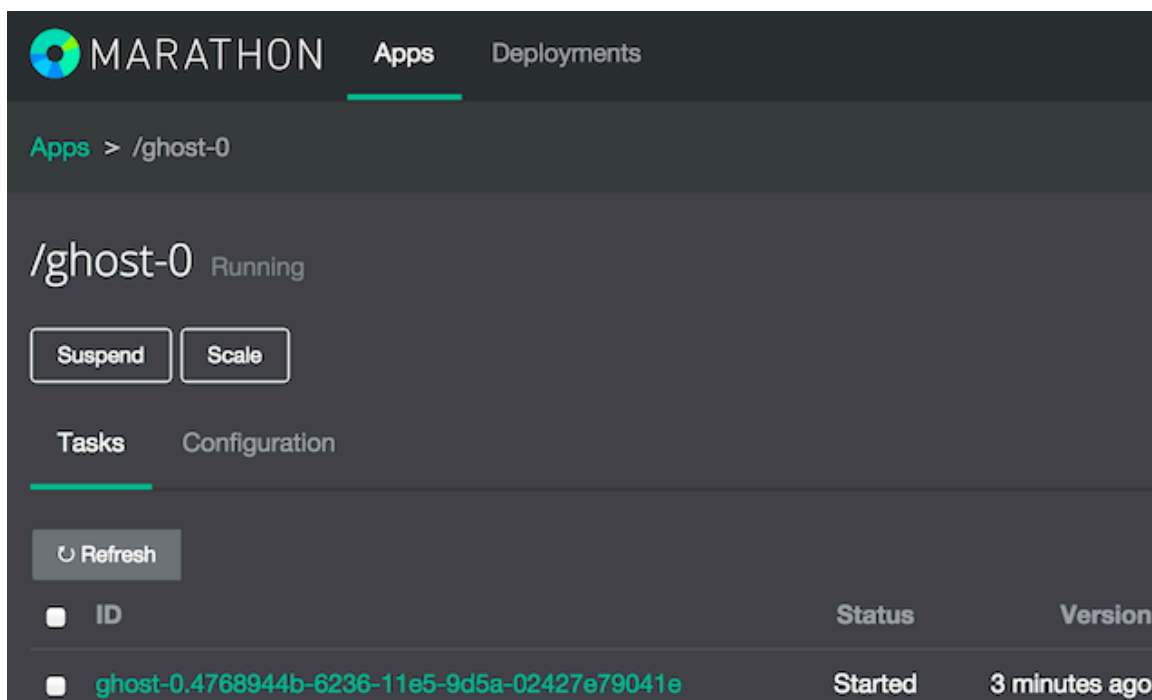 MARATHON Apps Deployments
Apps > /ghost-0
/ghost-0 Running
Suspend Scale
Tasks Configuration
Refresh
ID Status Version
ghost-0.4768944b-6236-11e5-9d5a-02427e79041e Started 3 minutes ago